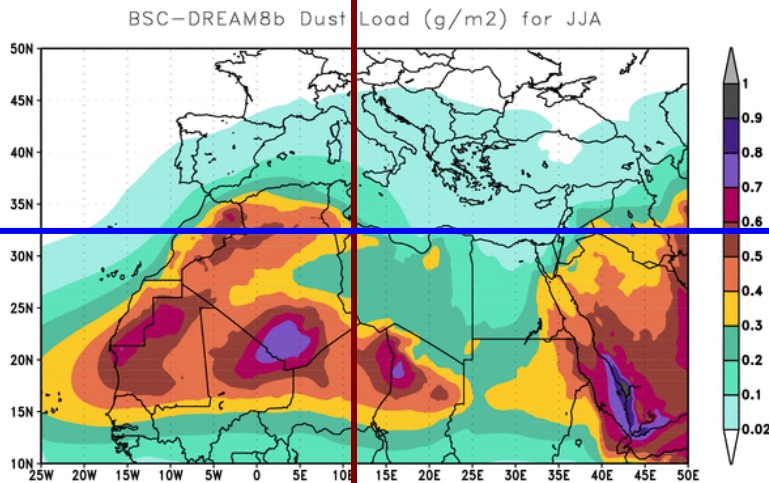 BSC-DREAM8b Dust Load (g/m2) for JJA
50N
45N
40N
35N
30N
25N
20N
15N
10N
25W 20W 15W 10W 5W 0 5E 10E 15E 20E 25E 30E 35E 40E 45E 50E
1
0.9
0.8
0.7
0.6
0.5
0.4
0.3
0.2
0.1
0.02